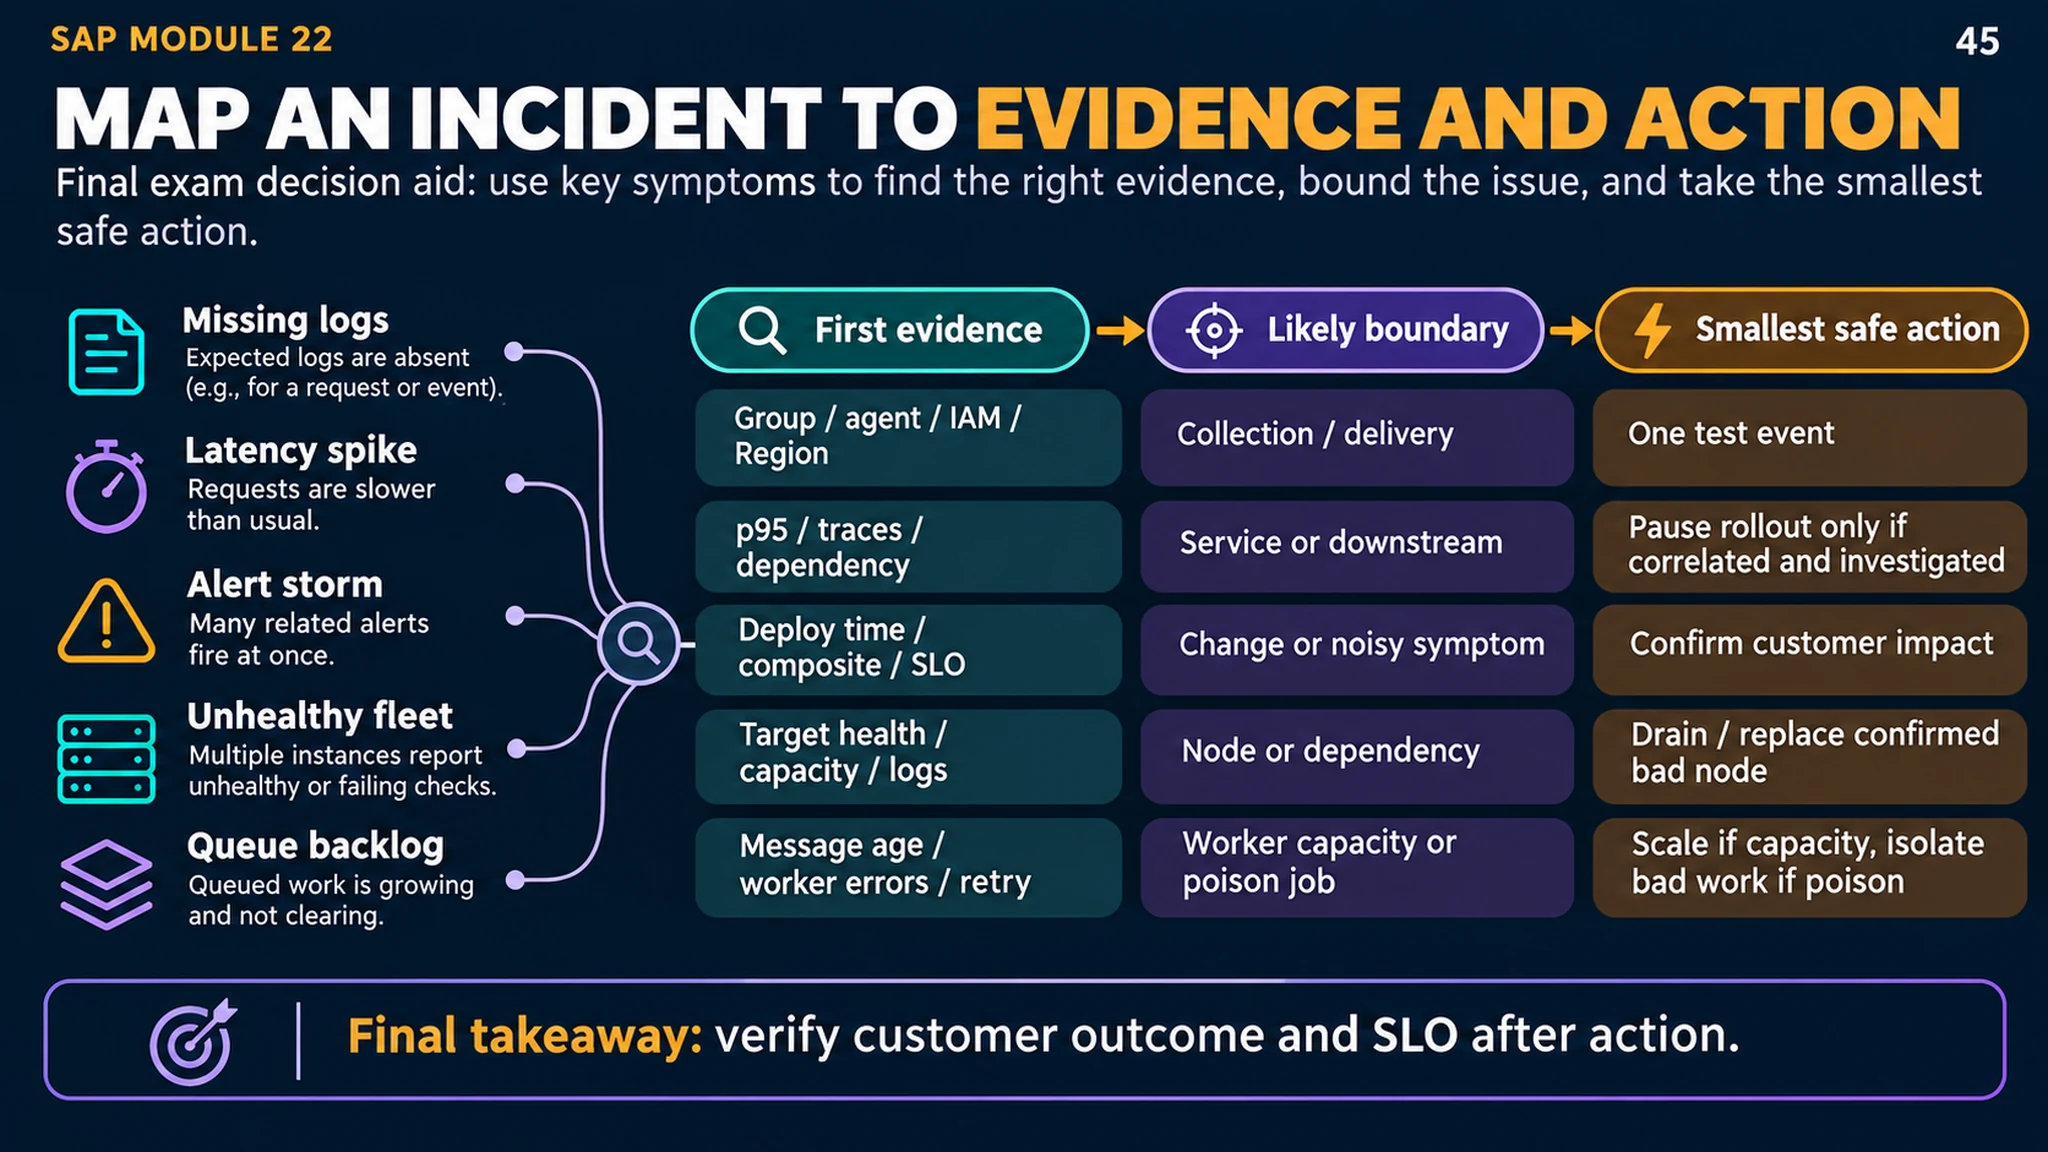 SAP MODULE 22
45
MAP AN INCIDENT TO EVIDENCE AND ACTION
Final exam decision aid: use key symptoms to find the right evidence, bound the issue, and take the smallest
safe action.
Missing logs
Expected logs are absent
(e.g., for a request or event).
Latency spike
Requests are slower
than usual.
Alert storm
Many related alerts
fire at once.
Unhealthy fleet
Multiple instances report
unhealthy or failing checks.
Queue backlog
Queued work is growing
and not clearing.
First evidence
Likely boundary
Smallest safe action
Group / agent / IAM /
Region
Collection / delivery
One test event
p95 / traces /
dependency
Service or downstream
Pause rollout only if
correlated and investigated
Deploy time /
composite / SLO
Change or noisy symptom
Confirm customer impact
Target health /
capacity / logs
Node or dependency
Drain / replace confirmed
bad node
Message age /
worker errors / retry
Worker capacity or
poison job
Scale if capacity, isolate
bad work if poison
Final takeaway: verify customer outcome and SLO after action.